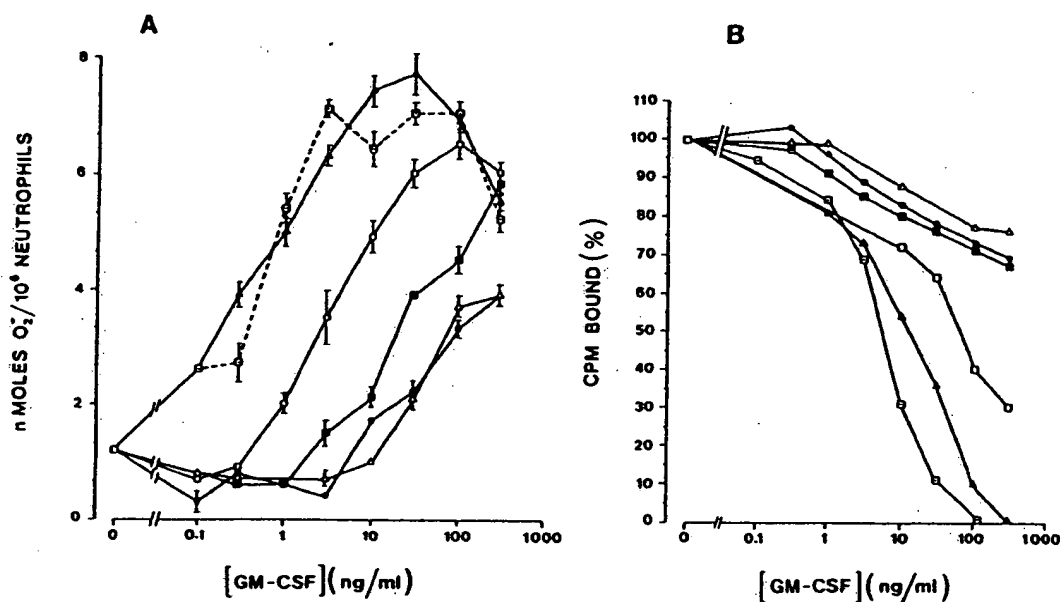 A
8
6
4
2
0
n MOLES O₂⁻/10⁶ NEUTROPHILS
0 0.1 1 10 100 1000
[GM-CSF] (ng/ml)
B
110
100
90
80
70
60
50
40
30
20
10
0
CPM BOUND (%)
0 0.1 1 10 100 1000
[GM-CSF] (ng/ml)